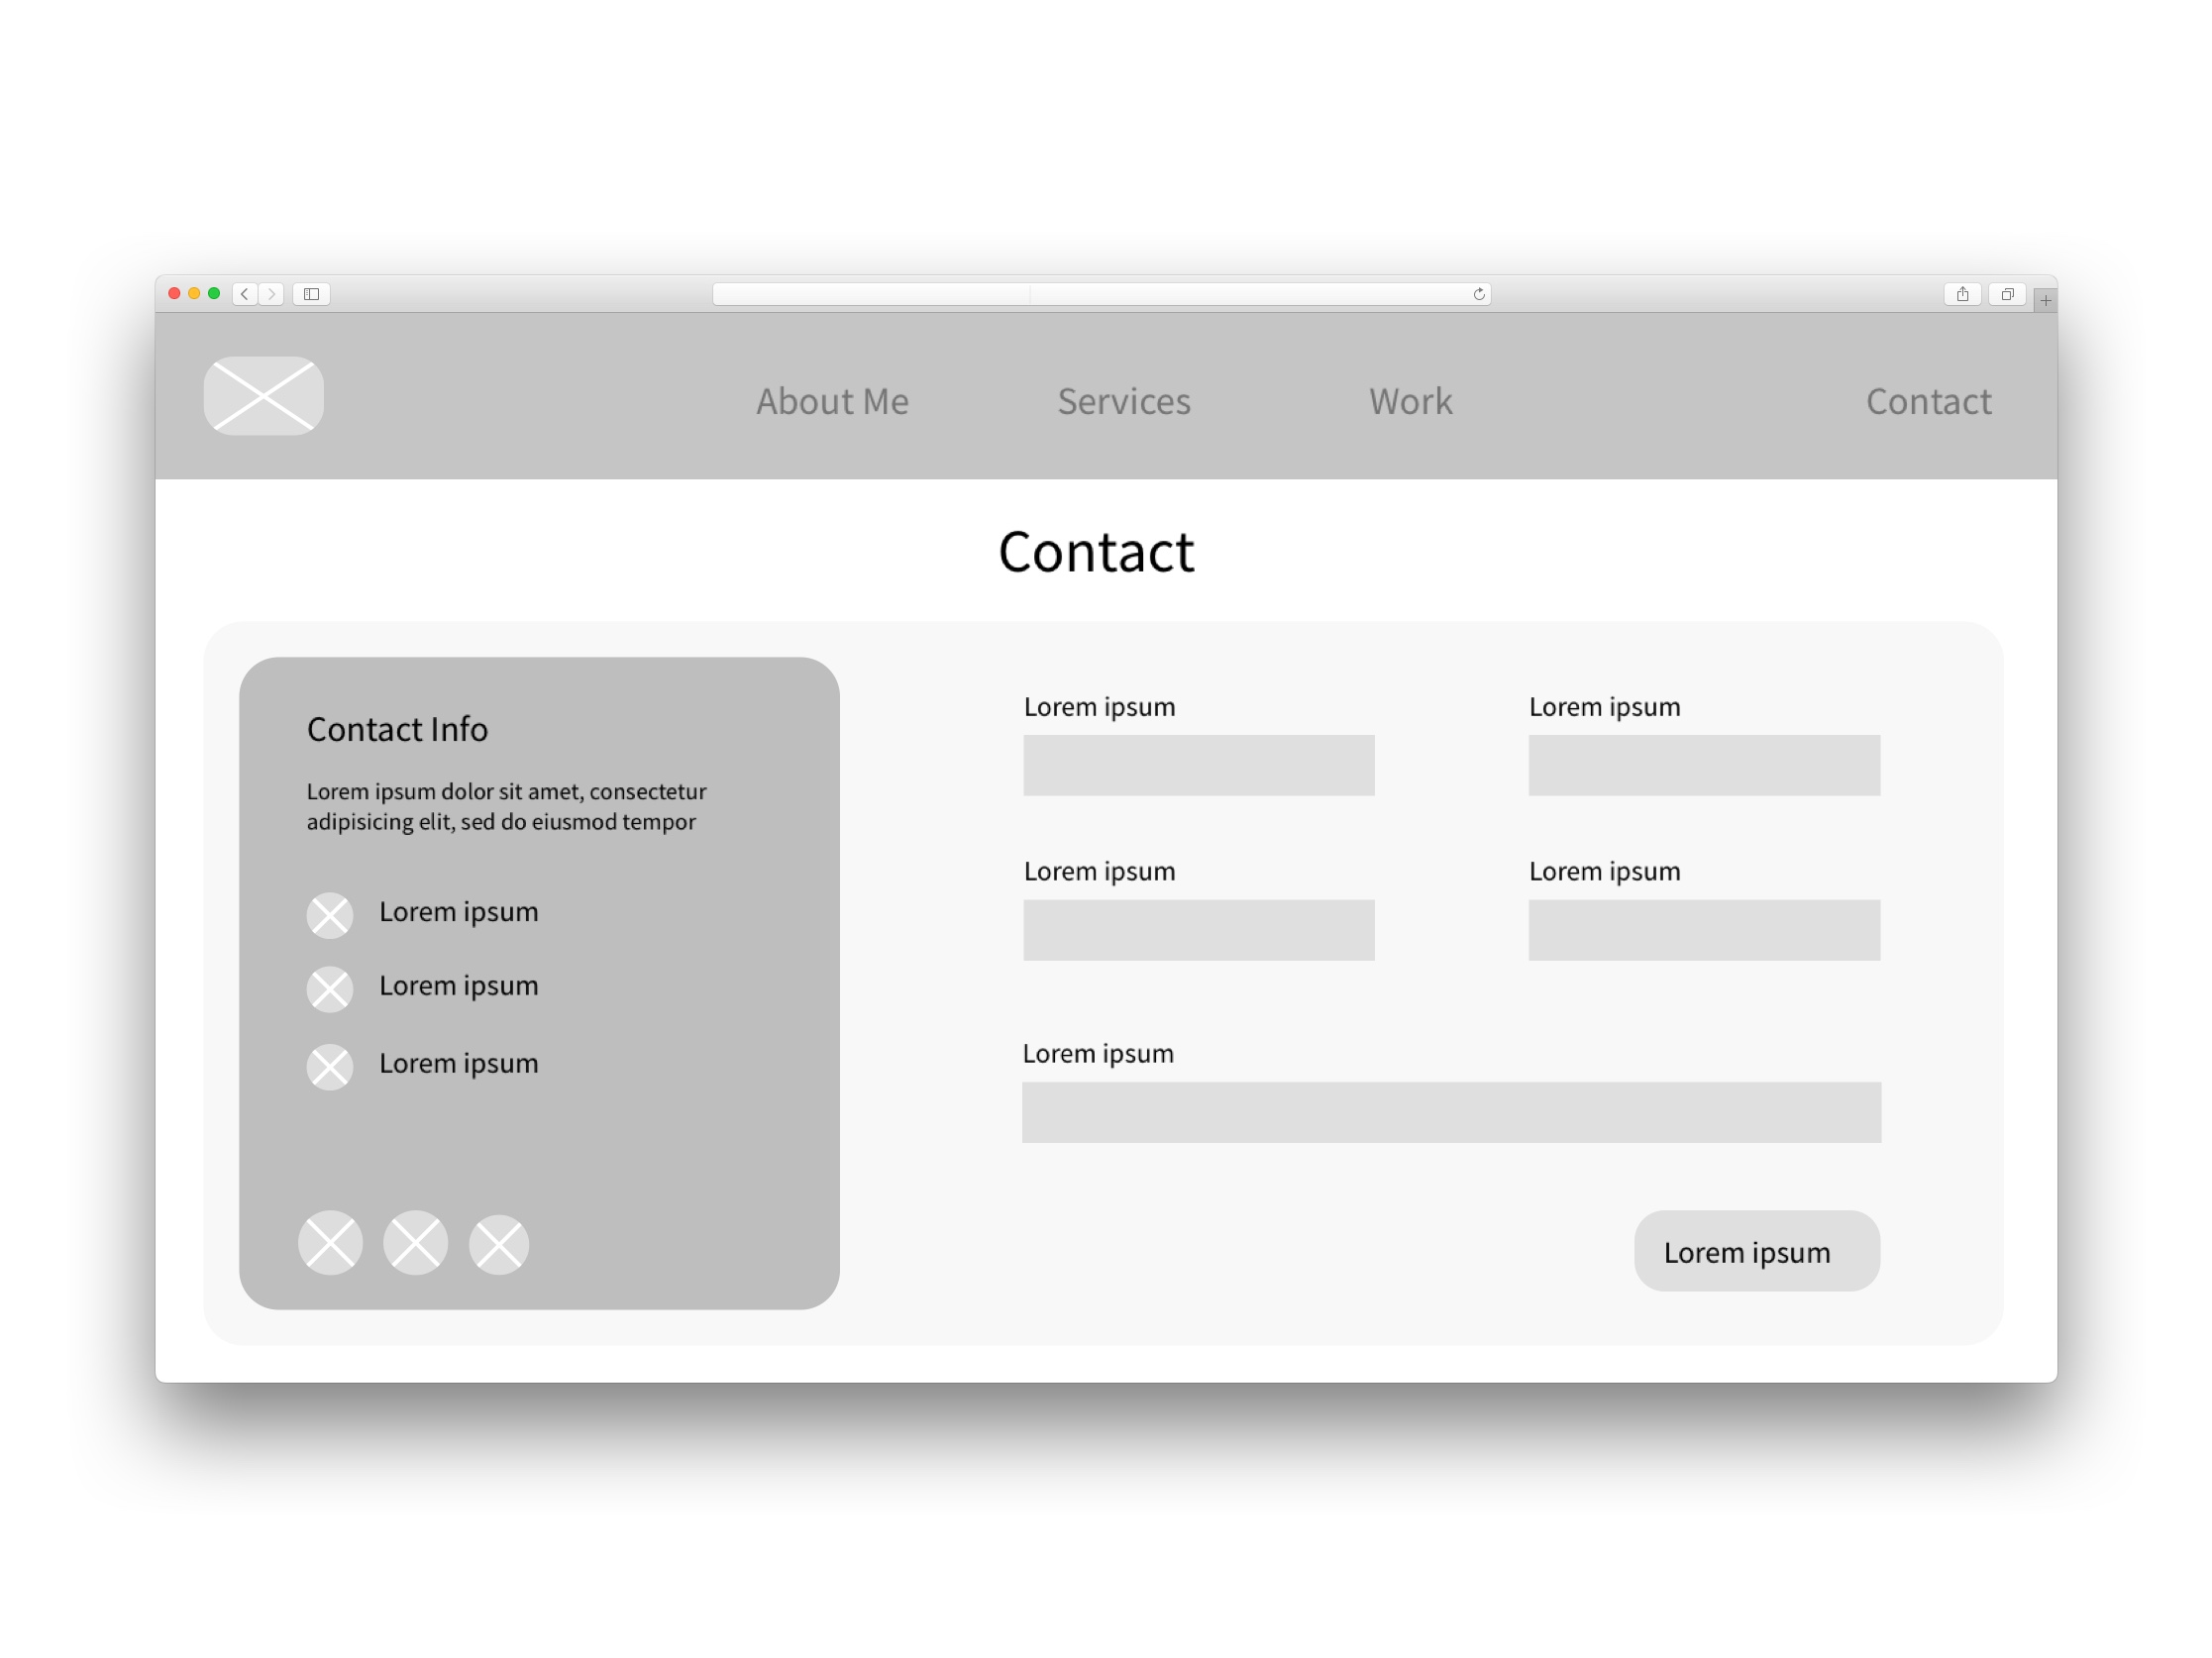 About Me
Services
Work
Contact
Contact
Contact Info
Lorem ipsum dolor sit amet, consectetur
adipisicing elit, sed do eiusmod tempor
Lorem ipsum
Lorem ipsum
Lorem ipsum
Lorem ipsum
Lorem ipsum
Lorem ipsum
Lorem ipsum
Lorem ipsum
Lorem ipsum